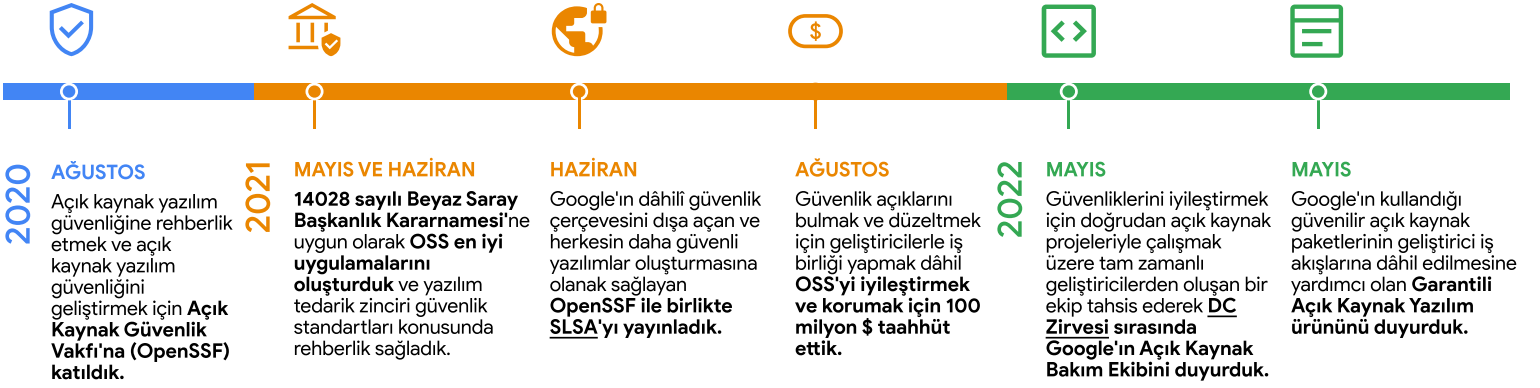 2020
AĞUSTOS
Açık kaynak yazılım
güvenliğine rehberlik
etmek ve açık
kaynak yazılım
güvenliğini
geliştirmek için Açık
Kaynak Güvenlik
Vakfı'na (OpenSSF)
katıldık.
2021
MAYIS VE HAZİRAN
14028 sayılı Beyaz Saray
Başkanlık Kararnamesi'ne
uygun olarak OSS en iyi
uygulamalarını
oluşturduk ve yazılım
tedarik zinciri güvenlik
standartları konusunda
rehberlik sağladık.
HAZİRAN
Google'ın dâhilî güvenlik
çerçevesini dışa açan ve
herkesin daha güvenli
yazılımlar oluşturmasına
olanak sağlayan
OpenSSF ile birlikte
SLSA'yı yayınladık.
$
AĞUSTOS
Güvenlik açıklarını
bulmak ve düzeltmek
için geliştiricilerle iş
birliği yapmak dâhil
OSS'yi iyileştirmek
ve korumak için 100
milyon $ taahhüt
ettik.
2022
MAYIS
Güvenliklerini iyileştirmek
için doğrudan açık kaynak
projeleriyle çalışmak
üzere tam zamanlı
geliştiricilerden oluşan bir
ekip tahsis ederek DC
Zirvesi sırasında
Google'ın Açık Kaynak
Bakım Ekibini duyurduk.
MAYIS
Google'ın kullandığı
güvenilir açık kaynak
paketlerinin geliştirici iş
akışlarına dâhil edilmesine
yardımcı olan Garantili
Açık Kaynak Yazılım
ürününü duyurduk.